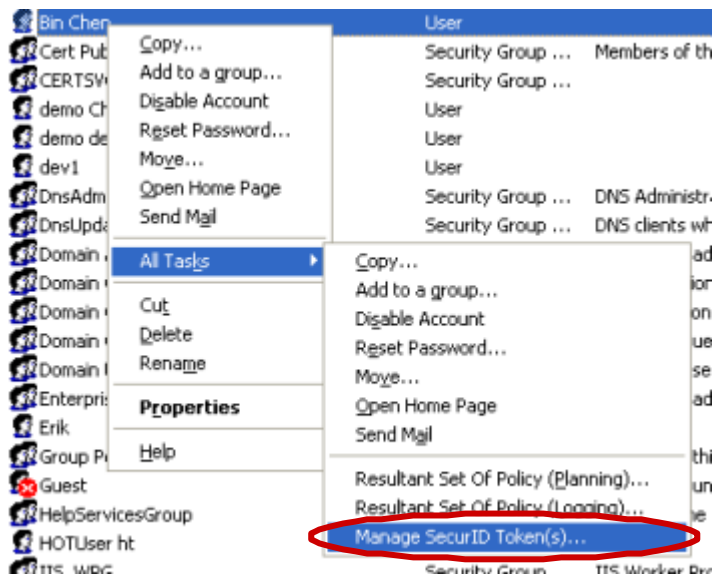 Bin Chen User
Cert Pub Security Group ... Members of th
CERTSV Security Group ...
demo Ch User
demo de User
dev1 User
DnsAdm Security Group ... DNS Administr
DnsUpda Security Group ... DNS clients wh
Domain
Domain
Domain
Domain
Domain
Enterpris
Erik
Group P
Guest
HelpServicesGroup
HOTUser ht
IIS_WPG Security Group IIS Worker Pro
Copy...
Add to a group...
Disable Account
Reset Password...
Move...
Open Home Page
Send Mail
All Tasks
Cut
Delete
Rename
Properties
Help
Copy...
Add to a group...
Disable Account
Reset Password...
Move...
Open Home Page
Send Mail
Resultant Set Of Policy (Planning)...
Resultant Set Of Policy (Logging)...
Manage SecurID Token(s)...